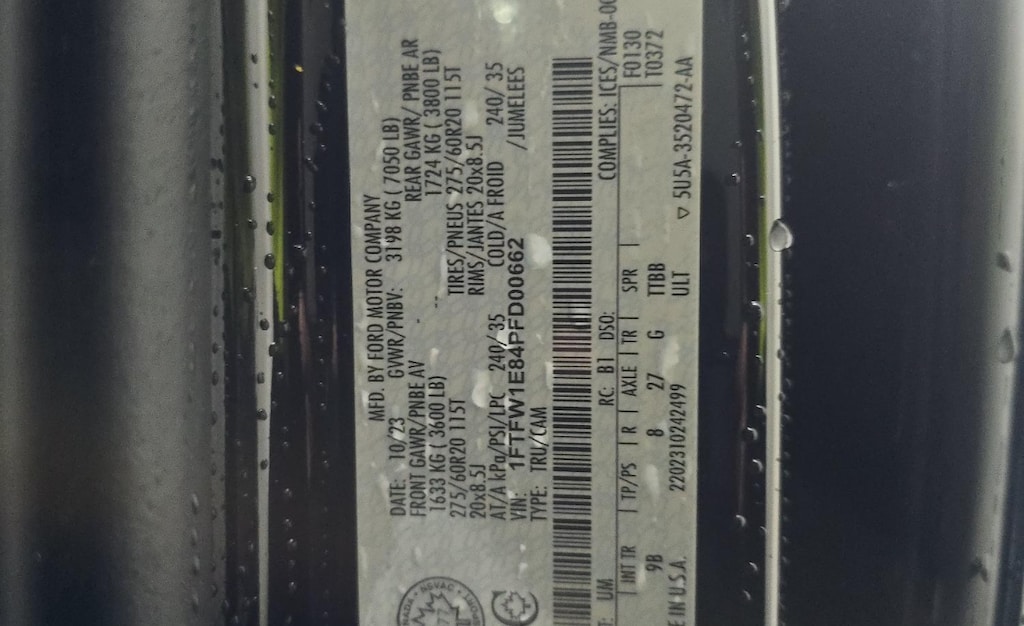 MFD. BY FORD MOTOR COMPANY
DATE: 10/23 GVWR/PNBV: 3198 KG ( 7050 LB)
FRONT GAWR/PNBE AV REAR GAWR/ PNBE AR
1633 KG ( 3600 LB) 1724 KG ( 3800 LB)
275/60R20 115T TIRES/PNEUS 275/60R20 115T
20x8.5J RIMS/JANTES 20x8.5J
AT/A kPa/PSI/LPC 240/ 35 COLD/A FROID 240/ 35
VIN: 1FTFW1E84PFD00662 /JUMELEES
TYPE: TRU/CAM
UM RC: B1 DSO: COMPLIES: ICES/NMB-00
F0130
T0372
INT TR TP/PS R AXLE TR SPR
9B 8 27 G TTBB
ULT
E IN U.S.A. 2202310242499 ▽ 5U5A-3520472-AA